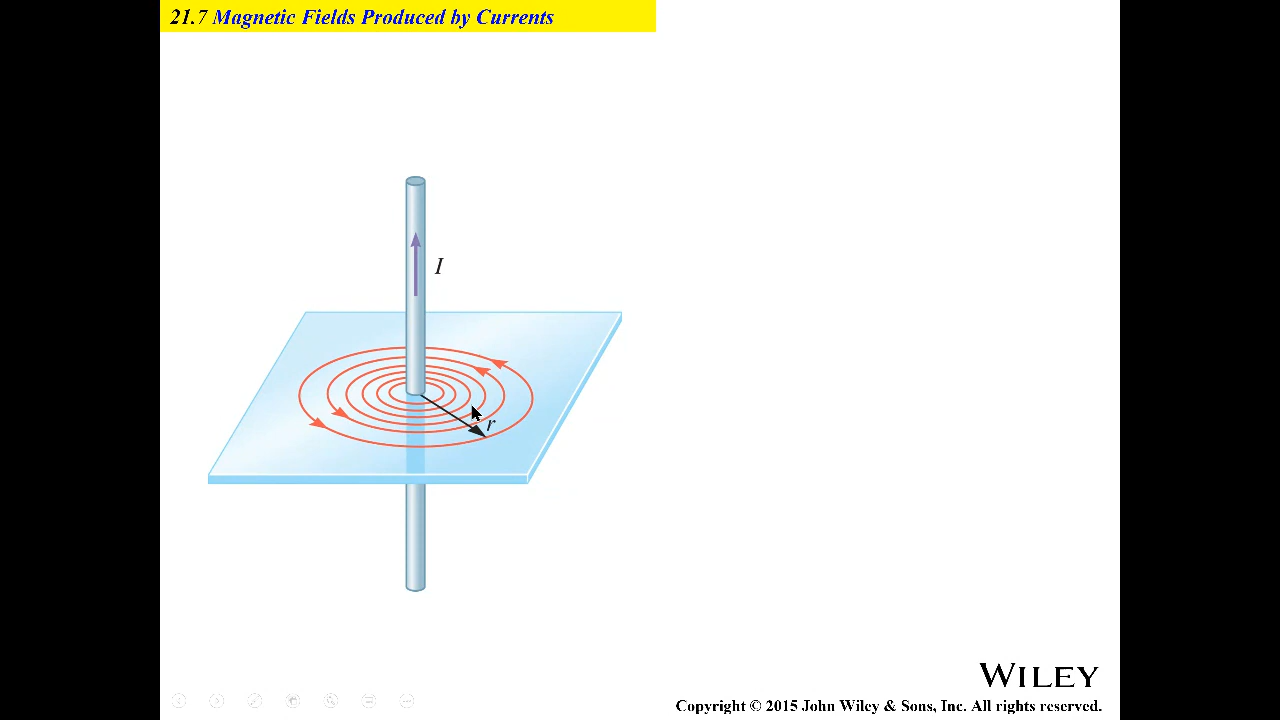 21.7 Magnetic Fields Produced by Currents
I
r
WILEY
Copyright © 2015 John Wiley & Sons, Inc. All rights reserved.